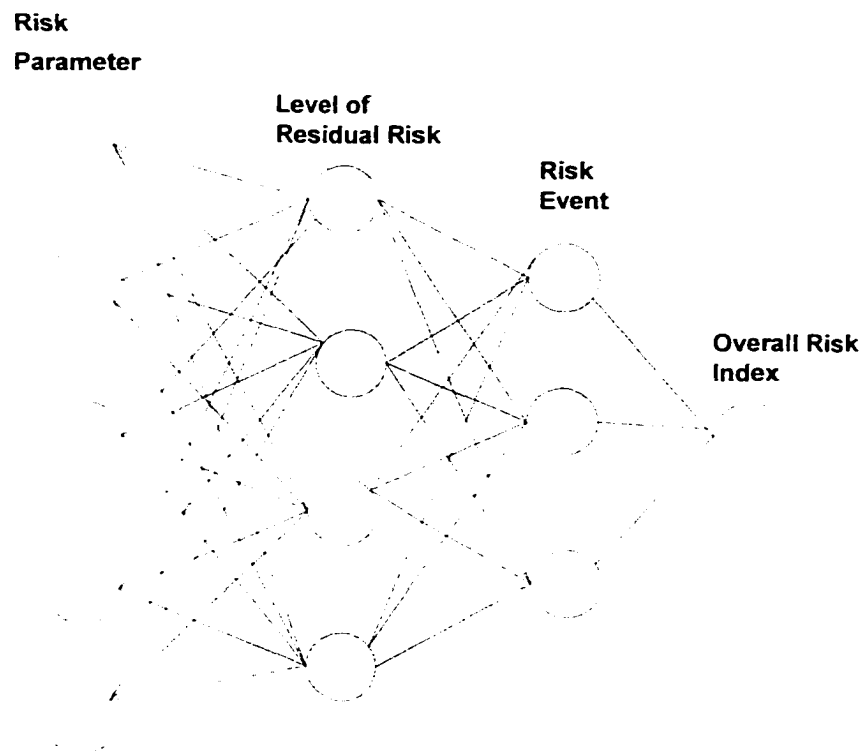 Risk
Parameter
Level of
Residual Risk
Risk
Event
Overall Risk
Index